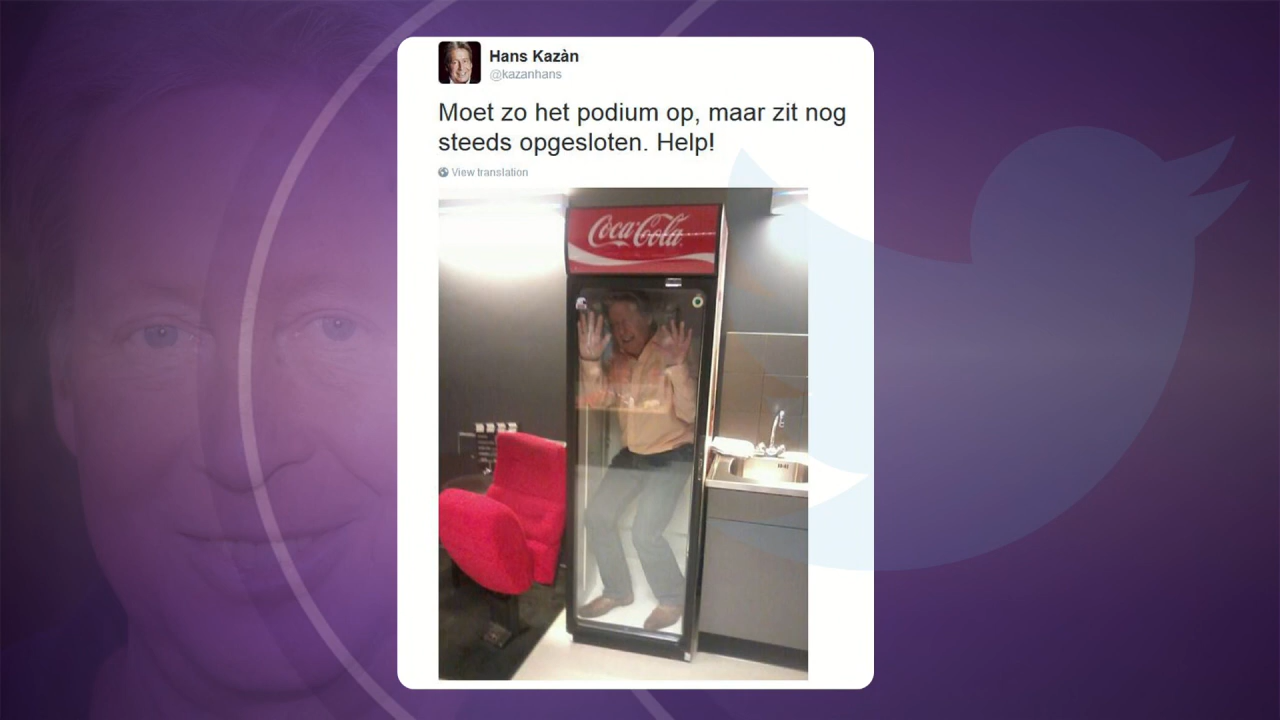 Hans Kazàn
@kazanhans
Moet zo het podium op, maar zit nog
steeds opgesloten. Help!
View translation
Coca-Cola